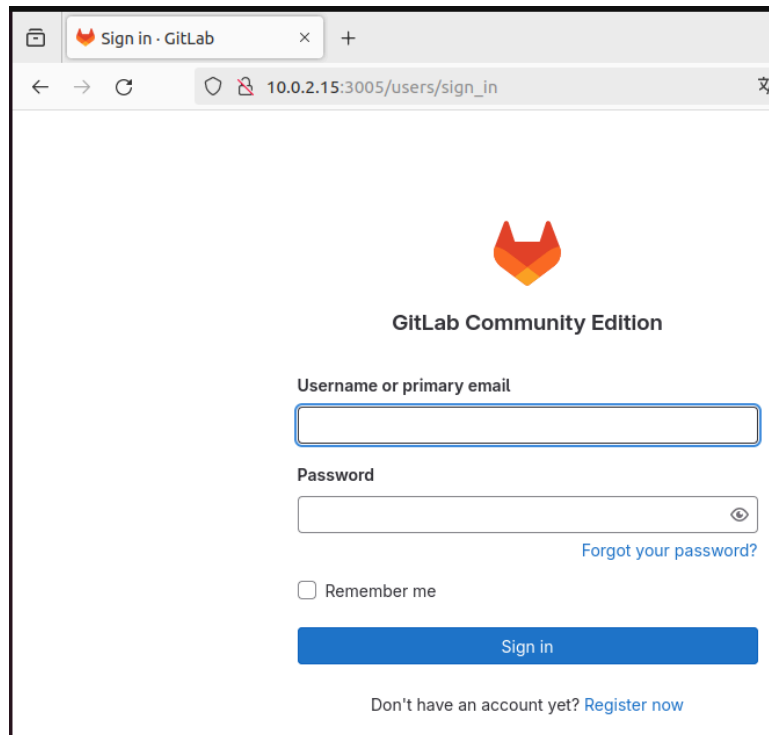 Sign in · GitLab
10.0.2.15:3005/users/sign_in
GitLab Community Edition
Username or primary email
Password
Forgot your password?
Remember me
Sign in
Don't have an account yet? Register now